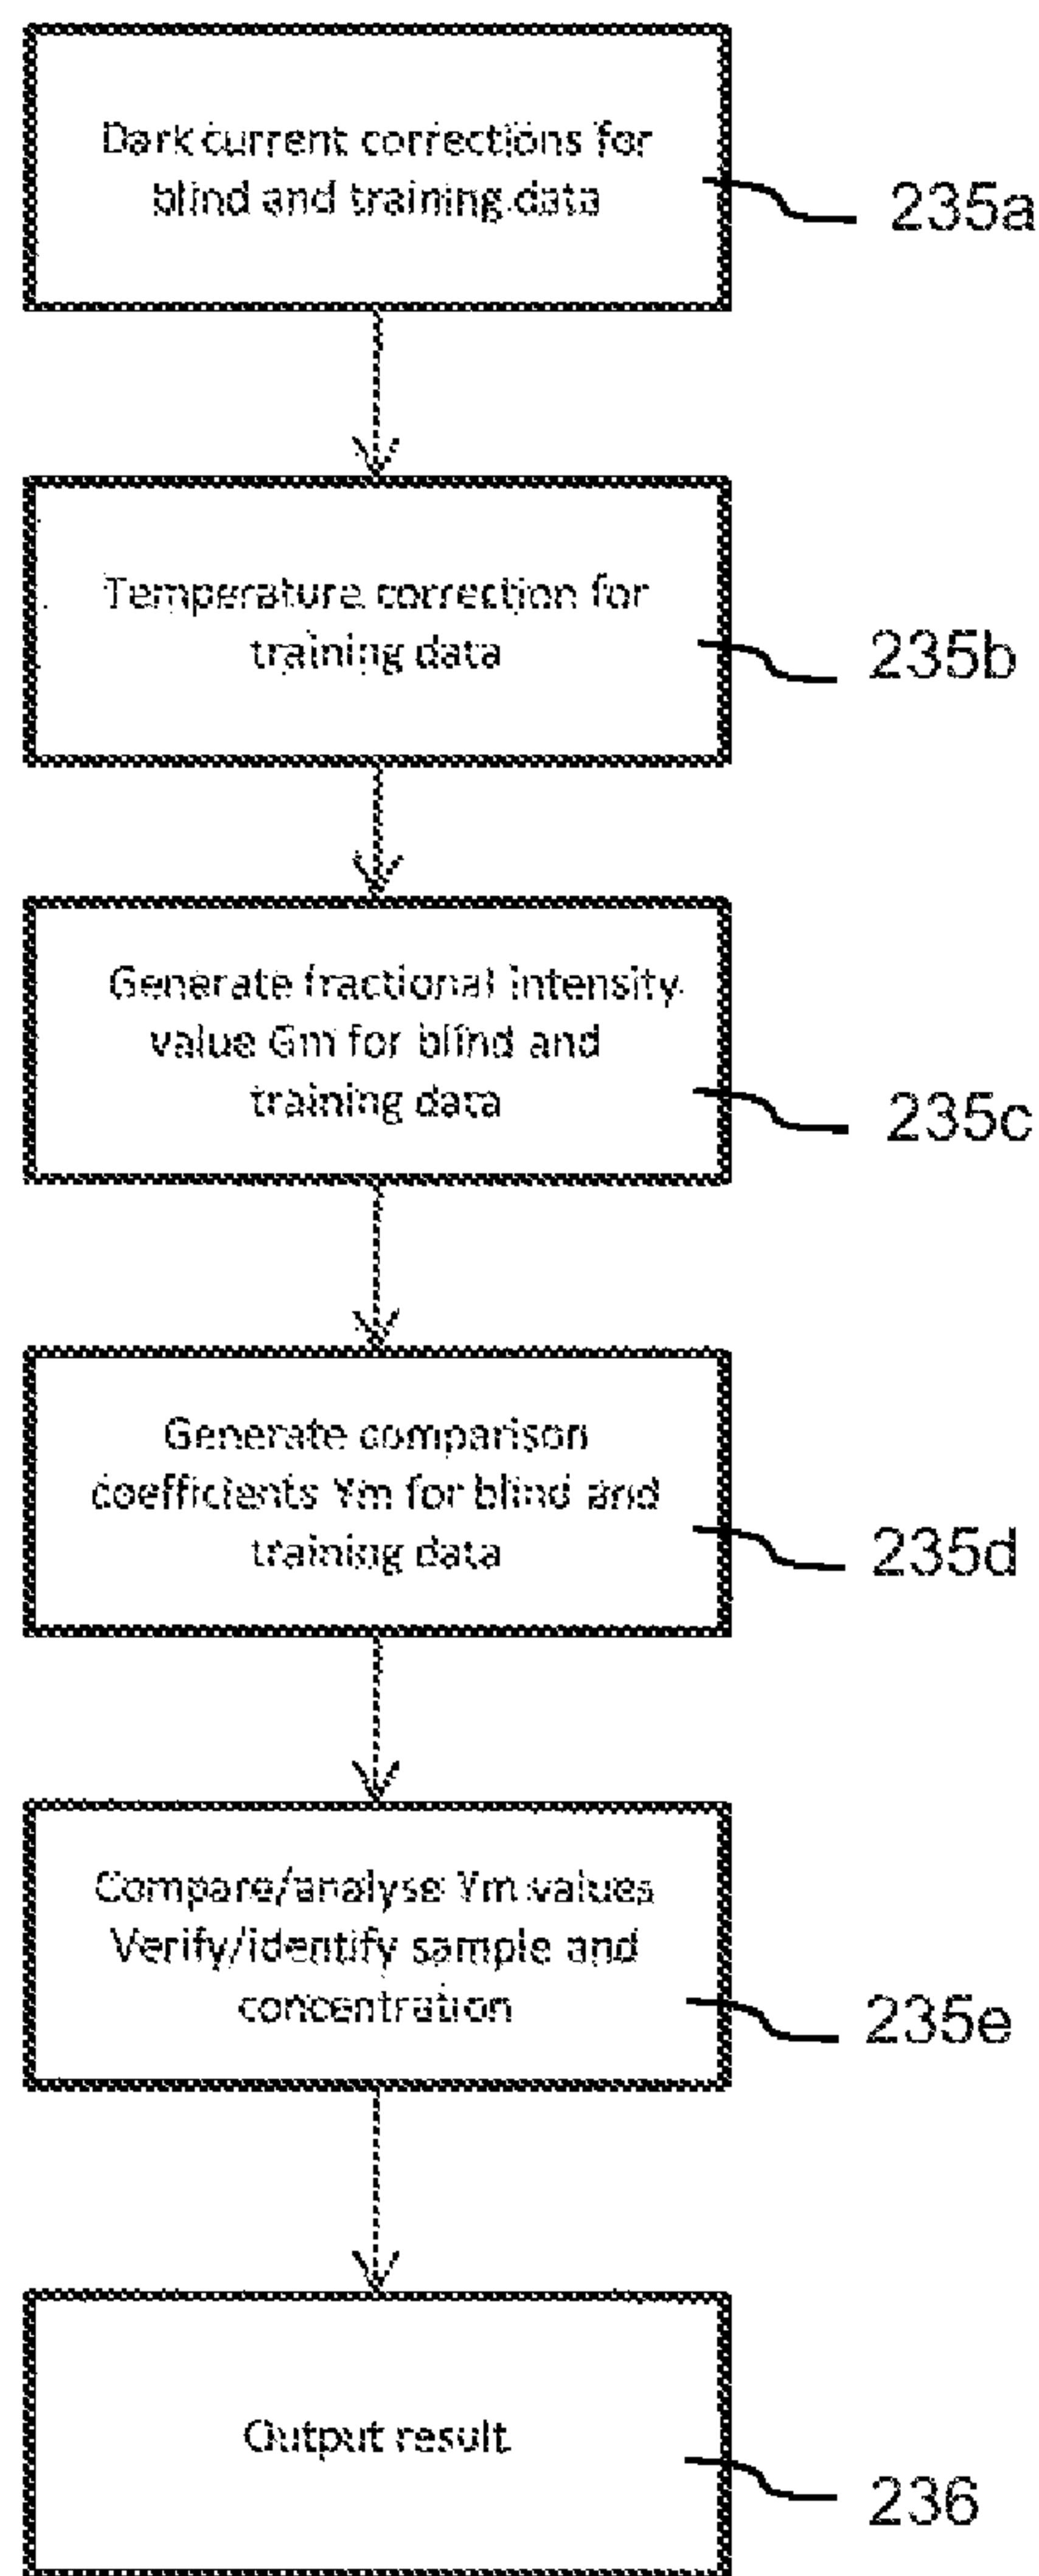 Dark current corrections for
blind and training data
235a
Temperature correction for
training data
235b
Generate fractional intensity
value Gm for blind and
training data
235c
Generate comparison
coefficients Ym for blind and
training data
235d
Compare/analyse Ym values
Verify/identify sample and
concentration
235e
Output result
236